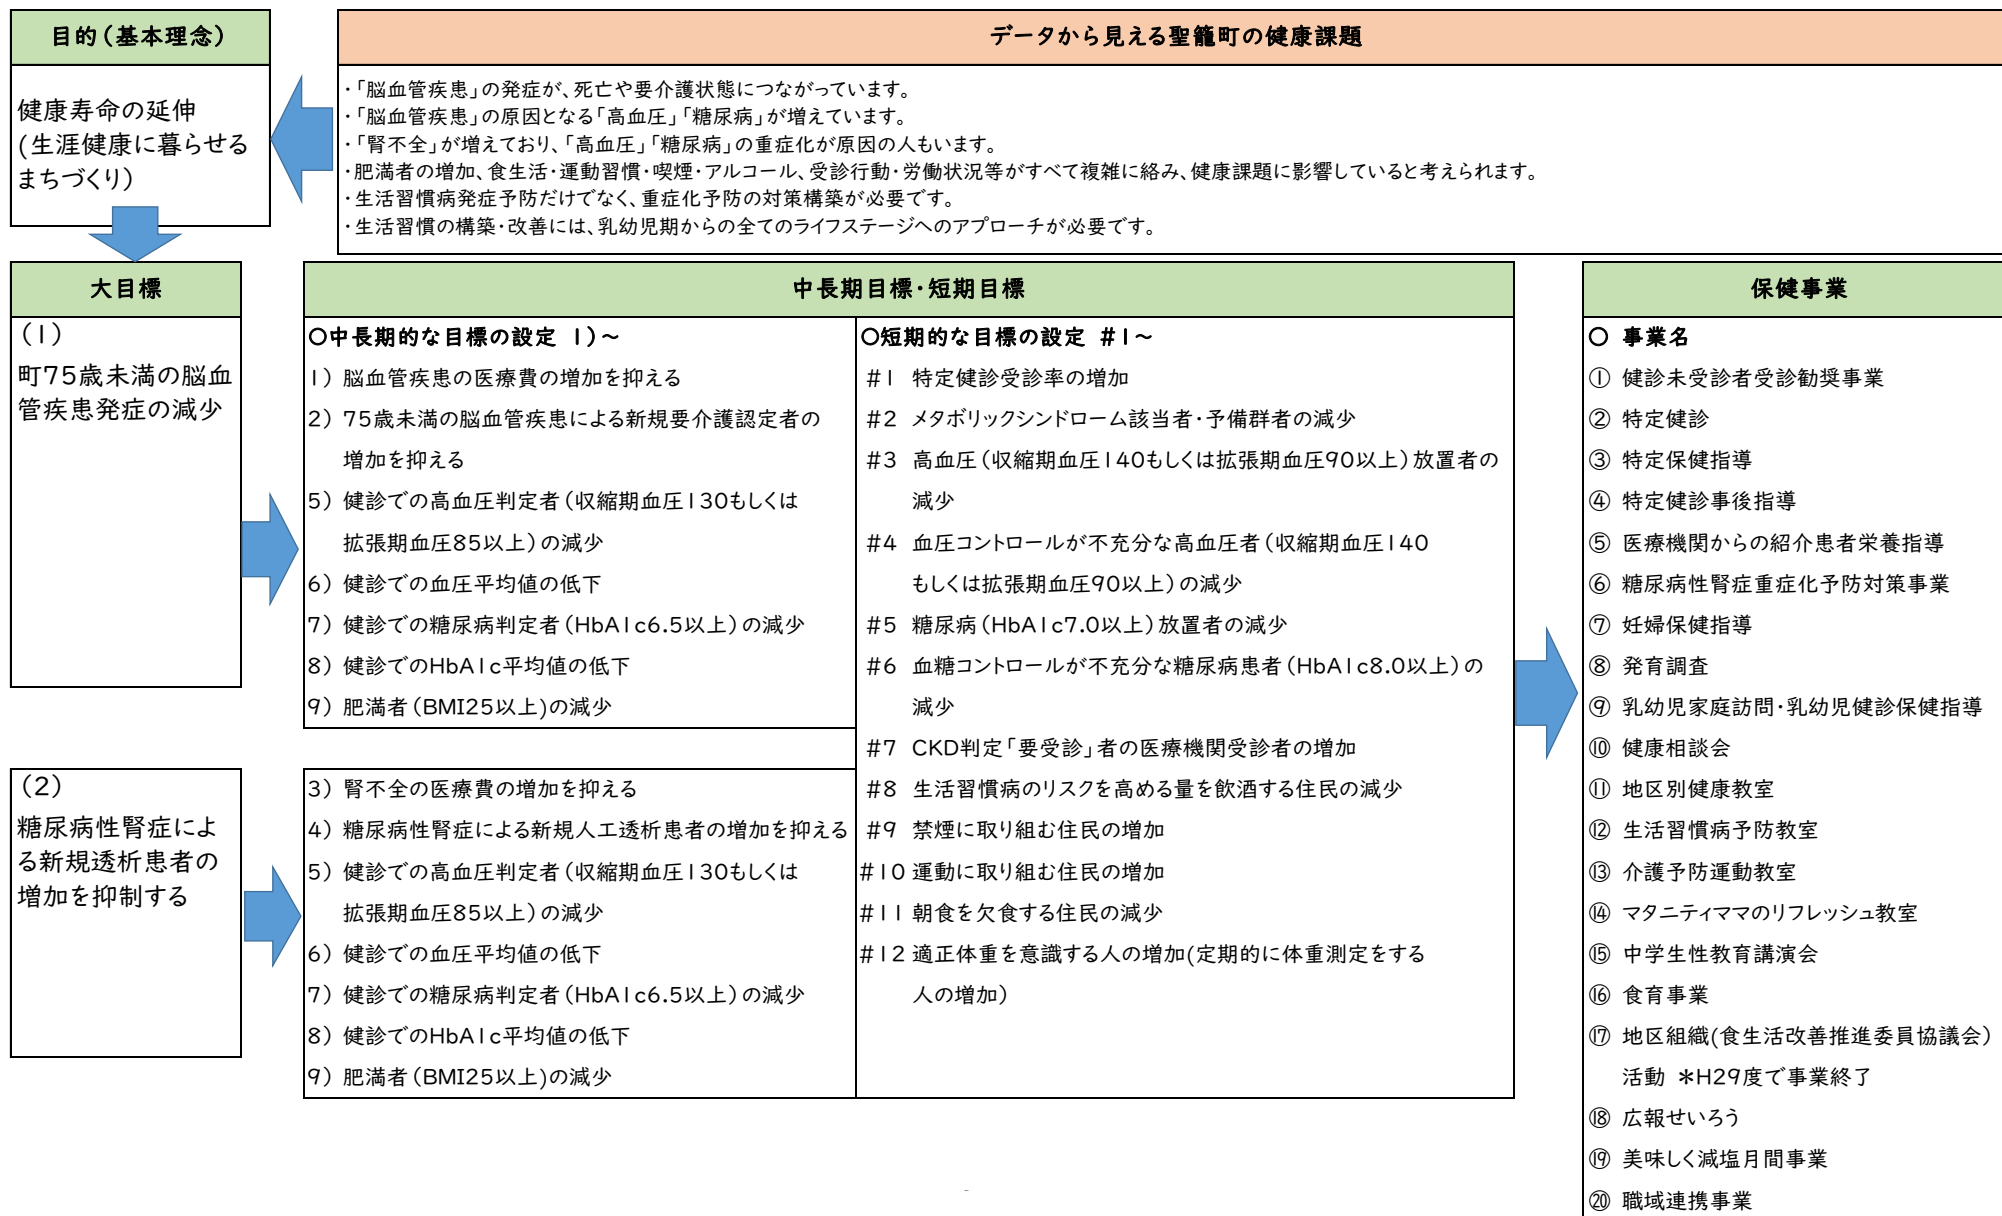 目的（基本理念）
健康寿命の延伸
(生涯健康に暮らせる
まちづくり）
データから見える聖籠町の健康課題
・「脳血管疾患」の発症が、死亡や要介護状態につながっています。
・「脳血管疾患」の原因となる「高血圧」「糖尿病」が増えています。
・「腎不全」が増えており、「高血圧」「糖尿病」の重症化が原因の人もいます。
・肥満者の増加、食生活・運動習慣・喫煙・アルコール、受診行動・労働状況等がすべて複雑に絡み、健康課題に影響していると考えられます。
・生活習慣病発症予防だけでなく、重症化予防の対策構築が必要です。
・生活習慣の構築・改善には、乳幼児期からの全てのライフステージへのアプローチが必要です。
大目標
（1）
町75歳未満の脳血
管疾患発症の減少
（2）
糖尿病性腎症によ
る新規透析患者の
増加を抑制する
中長期目標・短期目標
〇中長期的な目標の設定 1）～
1）脳血管疾患の医療費の増加を抑える
2）75歳未満の脳血管疾患による新規要介護認定者の
増加を抑える
5）健診での高血圧判定者（収縮期血圧130もしくは
拡張期血圧85以上）の減少
6）健診での血圧平均値の低下
7）健診での糖尿病判定者（HbA1c6.5以上）の減少
8）健診でのHbA1c平均値の低下
9）肥満者（BMI25以上)の減少
3）腎不全の医療費の増加を抑える
4）糖尿病性腎症による新規人工透析患者の増加を抑える
5）健診での高血圧判定者（収縮期血圧130もしくは
拡張期血圧85以上）の減少
6）健診での血圧平均値の低下
7）健診での糖尿病判定者（HbA1c6.5以上）の減少
8）健診でのHbA1c平均値の低下
9）肥満者（BMI25以上)の減少
〇短期的な目標の設定 #1～
#1 特定健診受診率の増加
#2 メタボリックシンドローム該当者・予備群者の減少
#3 高血圧（収縮期血圧140もしくは拡張期血圧90以上）放置者の
減少
#4 血圧コントロールが不充分な高血圧者（収縮期血圧140
もしくは拡張期血圧90以上）の減少
#5 糖尿病（HbA1c7.0以上）放置者の減少
#6 血糖コントロールが不充分な糖尿病患者（HbA1c8.0以上）の
減少
#7 CKD判定「要受診」者の医療機関受診者の増加
#8 生活習慣病のリスクを高める量を飲酒する住民の減少
#9 禁煙に取り組む住民の増加
#10 運動に取り組む住民の増加
#11 朝食を欠食する住民の減少
#12 適正体重を意識する人の増加(定期的に体重測定をする
人の増加）
保健事業
〇 事業名
① 健診未受診者受診勧奨事業
② 特定健診
③ 特定保健指導
④ 特定健診事後指導
⑤ 医療機関からの紹介患者栄養指導
⑥ 糖尿病性腎症重症化予防対策事業
⑦ 妊婦保健指導
⑧ 発育調査
⑨ 乳幼児家庭訪問・乳幼児健診保健指導
⑩ 健康相談会
⑪ 地区別健康教室
⑫ 生活習慣病予防教室
⑬ 介護予防運動教室
⑭ マタニティママのリフレッシュ教室
⑮ 中学生性教育講演会
⑯ 食育事業
⑰ 地区組織(食生活改善推進委員協議会）
活動 ＊H29度で事業終了
⑱ 広報せいろう
⑲ 美味しく減塩月間事業
⑳ 職域連携事業